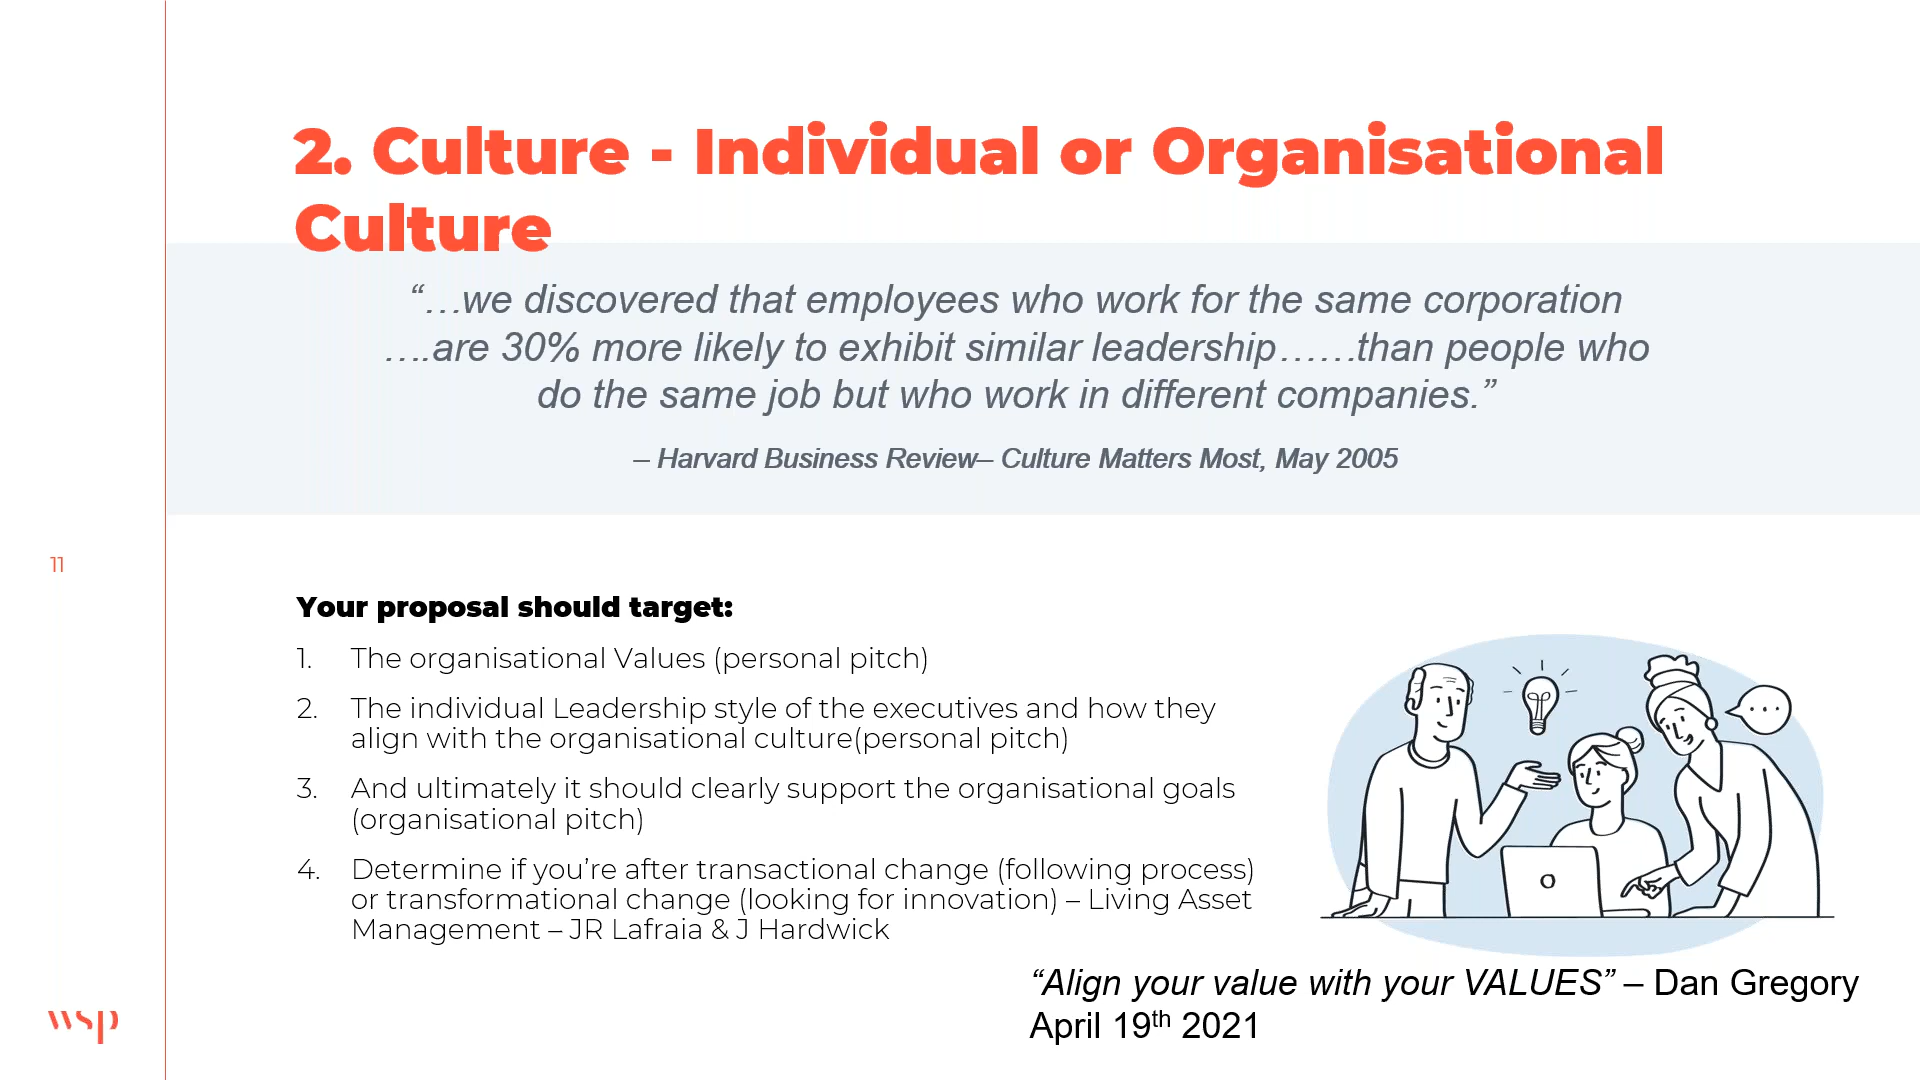 2. Culture - Individual or Organisational
Culture
“…we discovered that employees who work for the same corporation
….are 30% more likely to exhibit similar leadership……than people who
do the same job but who work in different companies.”
– Harvard Business Review– Culture Matters Most, May 2005
11
Your proposal should target:
1. The organisational Values (personal pitch)
2. The individual Leadership style of the executives and how they
align with the organisational culture(personal pitch)
3. And ultimately it should clearly support the organisational goals
(organisational pitch)
4. Determine if you’re after transactional change (following process)
or transformational change (looking for innovation) – Living Asset
Management – JR Lafraia & J Hardwick
“Align your value with your VALUES” – Dan Gregory
April 19th 2021
wsp